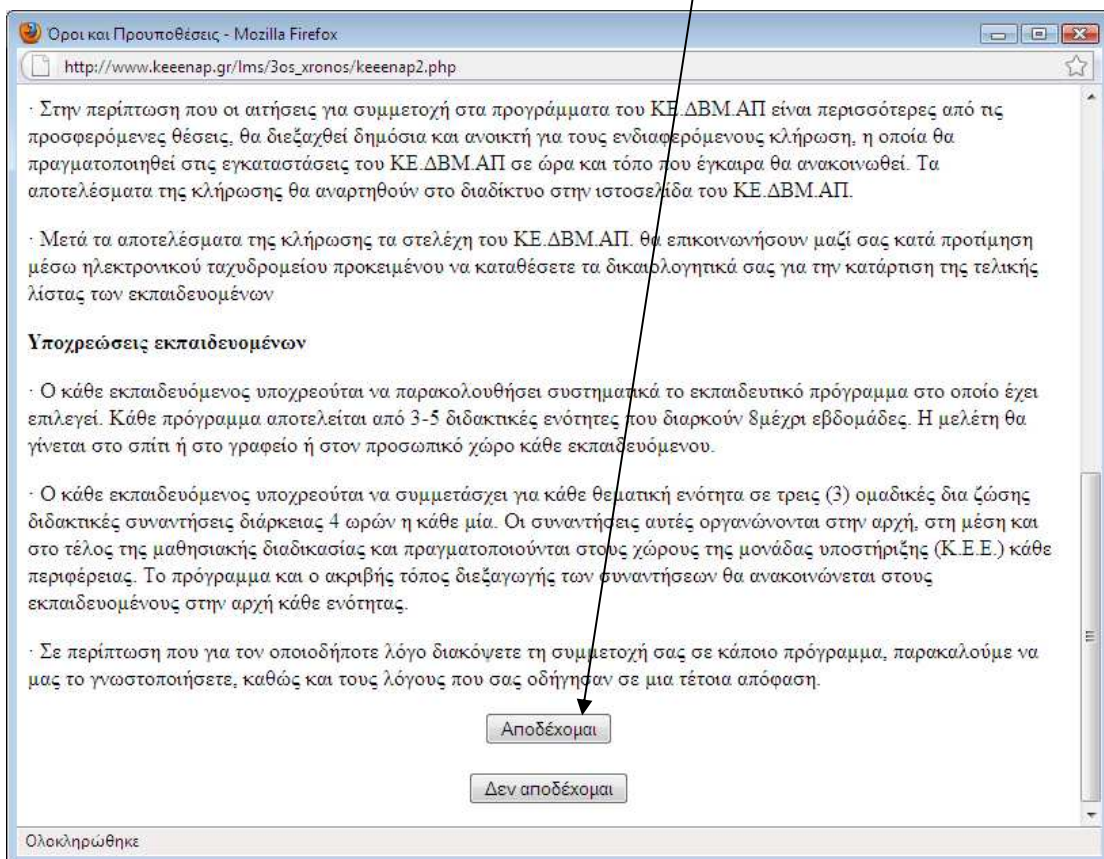 Όροι και Προυποθέσεις - Mozilla Firefox
http://www.keeenap.gr/lms/3os_xronos/keeenap2.php
· Στην περίπτωση που οι αιτήσεις για συμμετοχή στα προγράμματα του ΚΕ.ΔΒΜ.ΑΠ είναι περισσότερες από τις
προσφερόμενες θέσεις, θα διεξαχθεί δημόσια και ανοικτή για τους ενδιαφερόμενους κλήρωση, η οποία θα
πραγματοποιηθεί στις εγκαταστάσεις του ΚΕ.ΔΒΜ.ΑΠ σε ώρα και τόπο που έγκαιρα θα ανακοινωθεί. Τα
αποτελέσματα της κλήρωσης θα αναρτηθούν στο διαδίκτυο στην ιστοσελίδα του ΚΕ.ΔΒΜ.ΑΠ.
· Μετά τα αποτελέσματα της κλήρωσης τα στελέχη του ΚΕ.ΔΒΜ.ΑΠ. θα επικοινωνήσουν μαζί σας κατά προτίμηση
μέσω ηλεκτρονικού ταχυδρομείου προκειμένου να καταθέσετε τα δικαιολογητικά σας για την κατάρτιση της τελικής
λίστας των εκπαιδευομένων
Υποχρεώσεις εκπαιδευομένων
· Ο κάθε εκπαιδευόμενος υποχρεούται να παρακολουθήσει συστηματικά το εκπαιδευτικό πρόγραμμα στο οποίο έχει
επιλεγεί. Κάθε πρόγραμμα αποτελείται από 3-5 διδακτικές ενότητες που διαρκούν 8μέχρι εβδομάδες. Η μελέτη θα
γίνεται στο σπίτι ή στο γραφείο ή στον προσωπικό χώρο κάθε εκπαιδευόμενου.
· Ο κάθε εκπαιδευόμενος υποχρεούται να συμμετάσχει για κάθε θεματική ενότητα σε τρεις (3) ομαδικές δια ζώσης
διδακτικές συναντήσεις διάρκειας 4 ωρών η κάθε μία. Οι συναντήσεις αυτές οργανώνονται στην αρχή, στη μέση και
στο τέλος της μαθησιακής διαδικασίας και πραγματοποιούνται στους χώρους της μονάδας υποστήριξης (Κ.Ε.Ε.) κάθε
περιφέρειας. Το πρόγραμμα και ο ακριβής τόπος διεξαγωγής των συναντήσεων θα ανακοινώνεται στους
εκπαιδευομένους στην αρχή κάθε ενότητας.
· Σε περίπτωση που για τον οποιοδήποτε λόγο διακόψετε τη συμμετοχή σας σε κάποιο πρόγραμμα, παρακαλούμε να
μας το γνωστοποιήσετε, καθώς και τους λόγους που σας οδήγησαν σε μια τέτοια απόφαση.
Αποδέχομαι
Δεν αποδέχομαι
Ολοκληρώθηκε